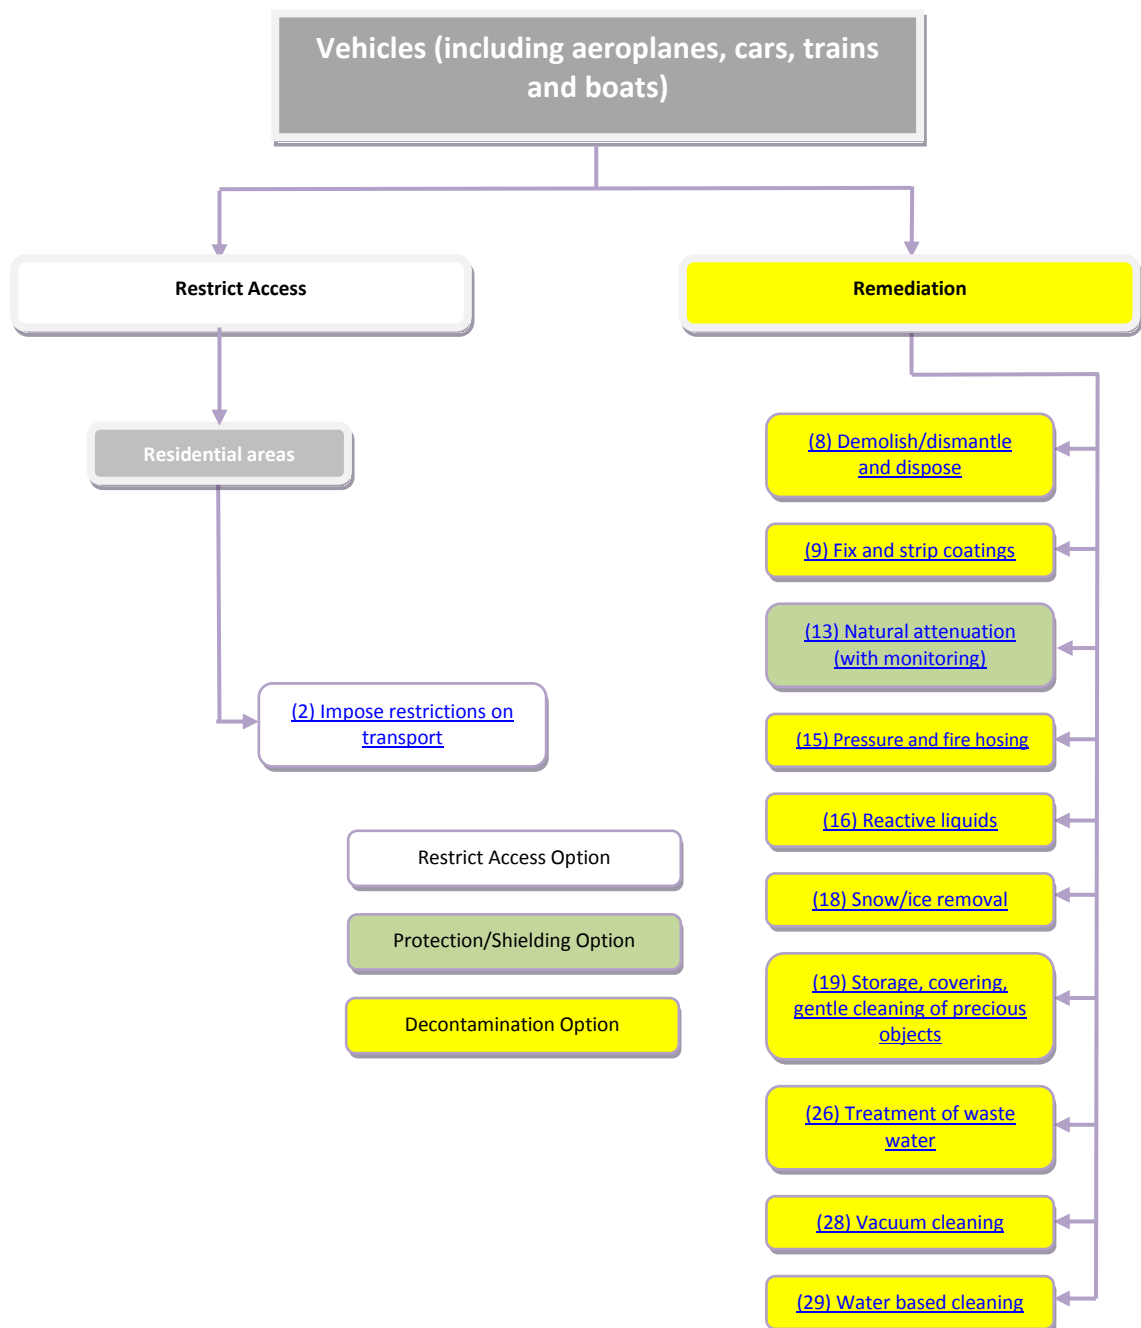 Vehicles (including aeroplanes, cars, trains
and boats)
Restrict Access
Remediation
Residential areas
(2) Impose restrictions on
transport
Restrict Access Option
Protection/Shielding Option
Decontamination Option
(8) Demolish/dismantle
and dispose
(9) Fix and strip coatings
(13) Natural attenuation
(with monitoring)
(15) Pressure and fire hosing
(16) Reactive liquids
(18) Snow/ice removal
(19) Storage, covering,
gentle cleaning of precious
objects
(26) Treatment of waste
water
(28) Vacuum cleaning
(29) Water based cleaning